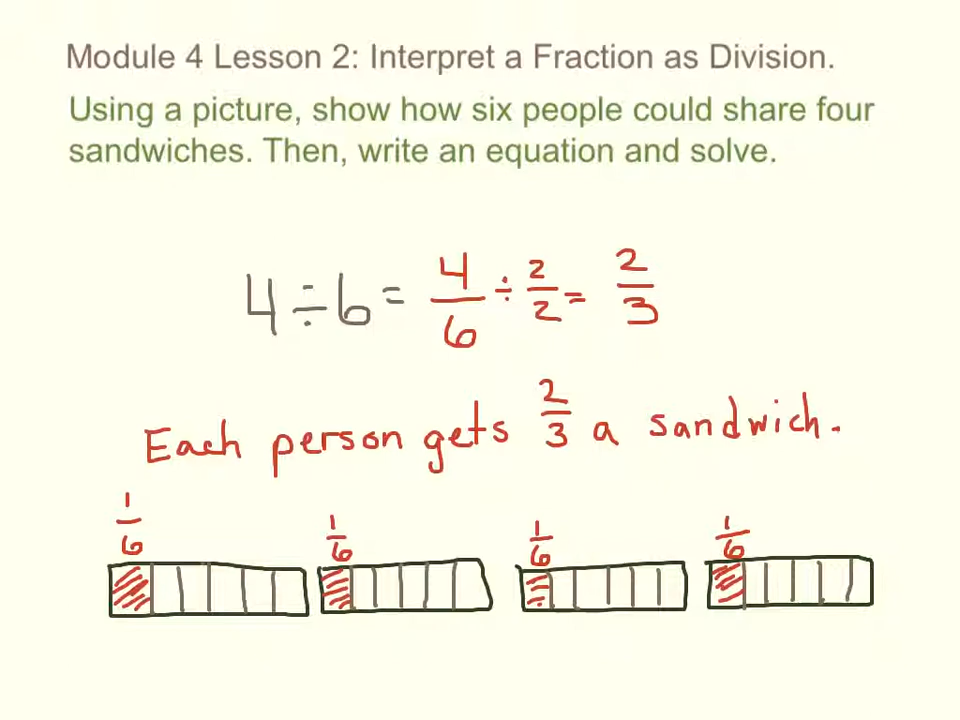 Module 4 Lesson 2: Interpret a Fraction as Division.
Using a picture, show how six people could share four
sandwiches. Then, write an equation and solve.
4 ÷ 6 = 4/6 ÷ 2/2 = 2/3
Each person gets 2/3 a sandwich.
1/6 1/6 1/6 1/6